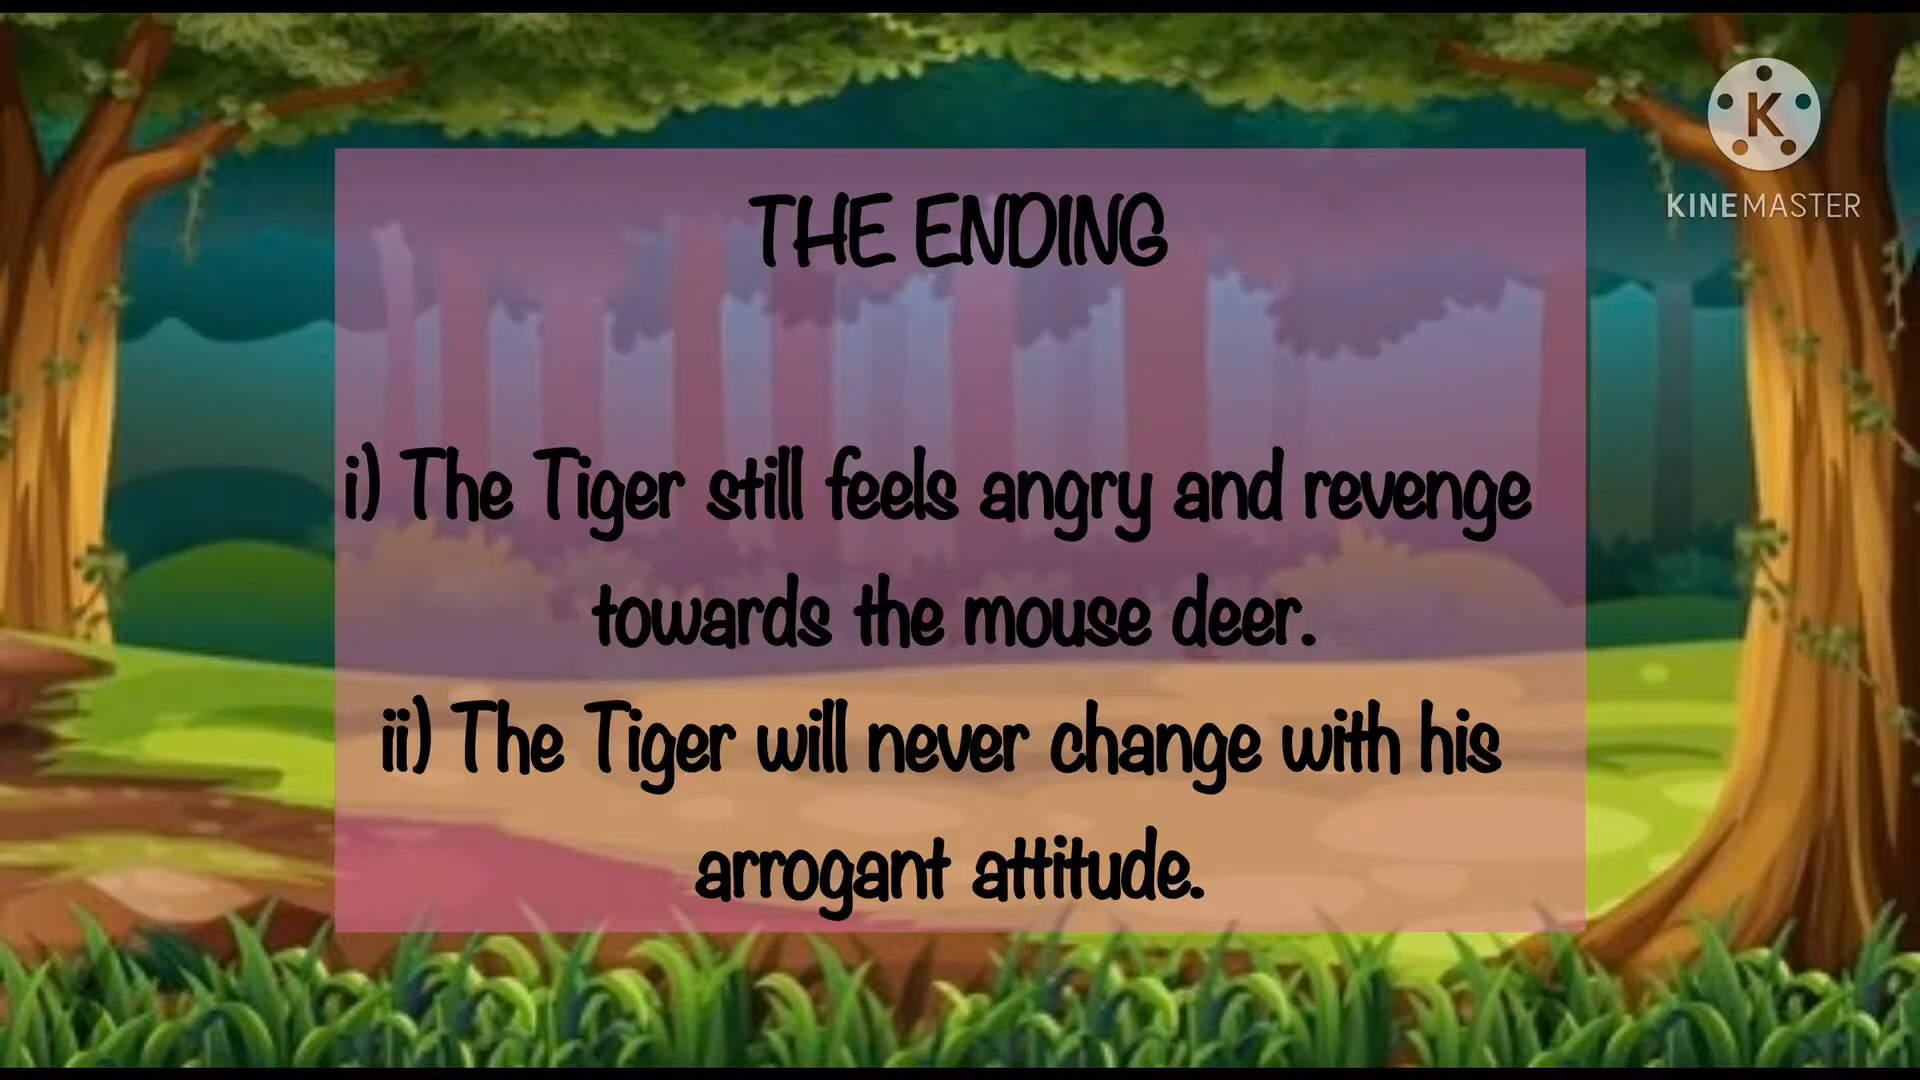 THE ENDING
K
KINEMASTER
i) The Tiger still feels angry and revenge
towards the mouse deer.
ii) The Tiger will never change with his
arrogant attitude.